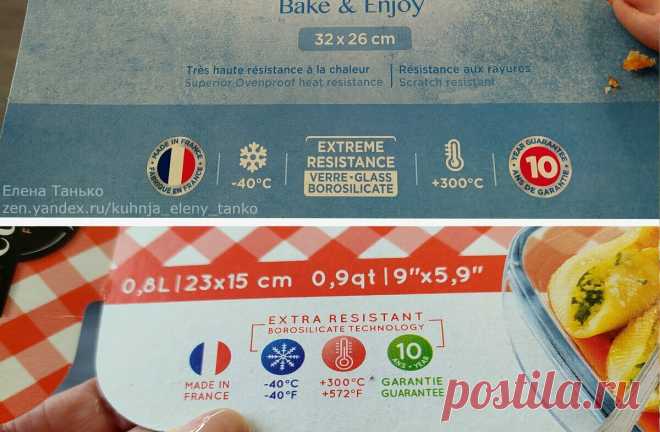 Bake & Enjoy
32 x 26 cm
Très haute résistance à la chaleur
Superior Ovenproof heat resistance
Résistance aux rayures
Scratch resistant
MADE IN FRANCE
FABRIQUÉ EN FRANCE
-40°C
EXTREME
RESISTANCE
VERRE-GLASS
BOROSILICATE
+300°C
YEAR GUARANTEE
10
ANS DE GARANTIE
Елена Танько
zen.yandex.ru/kuhnja_eleny_tanko
0,8L | 23x15 cm 0,9qt | 9"x5,9"
EXTRA RESISTANT
BOROSILICATE TECHNOLOGY
MADE IN
FRANCE
-40°C
-40°F
+300°C
+572°F
10
ANS - YEAR
GARANTIE
GUARANTEE
postila.ru